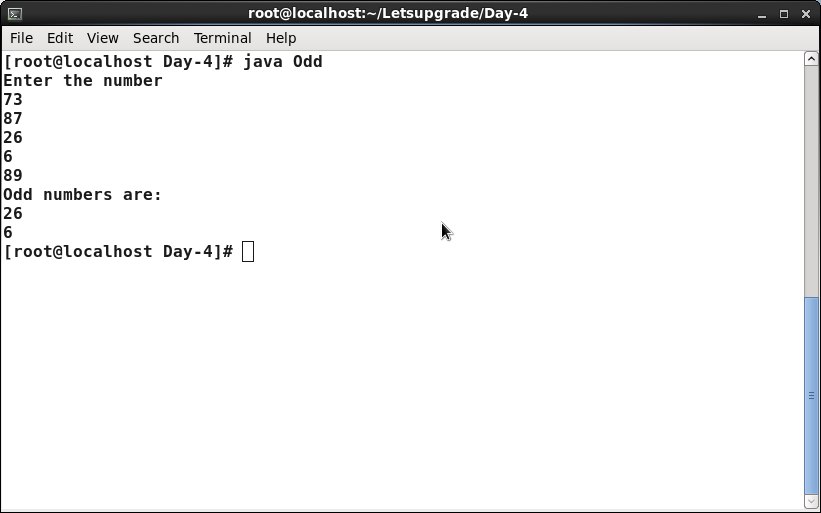 root@localhost:~/Letsupgrade/Day-4
File Edit View Search Terminal Help
[root@localhost Day-4]# java Odd
Enter the number
73
87
26
6
89
Odd numbers are:
26
6
[root@localhost Day-4]#